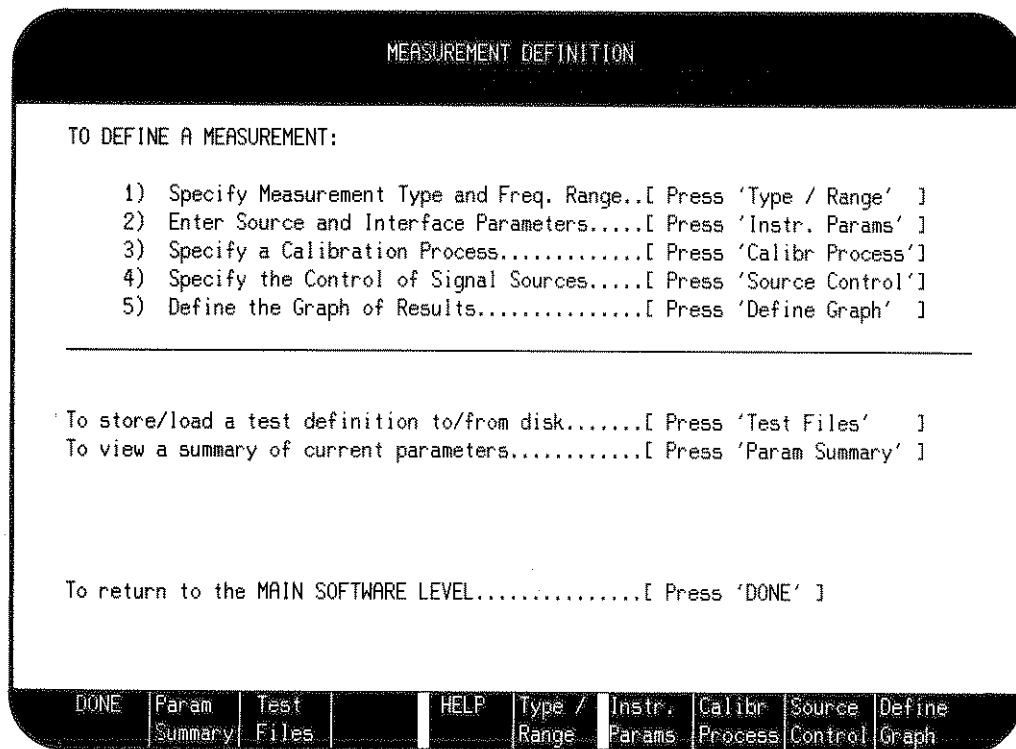 MEASUREMENT DEFINITION
TO DEFINE A MEASUREMENT:
1) Specify Measurement Type and Freq. Range..[ Press 'Type / Range' ]
2) Enter Source and Interface Parameters.....[ Press 'Instr. Params' ]
3) Specify a Calibration Process.............[ Press 'Calibr Process']
4) Specify the Control of Signal Sources.....[ Press 'Source Control']
5) Define the Graph of Results...............[ Press 'Define Graph' ]
To store/load a test definition to/from disk.......[ Press 'Test Files' ]
To view a summary of current parameters............[ Press 'Param Summary' ]
To return to the MAIN SOFTWARE LEVEL...............[ Press 'DONE' ]
DONE Param Test HELP Type / Instr. Calibr Source Define
Summary Files Range Params Process Control Graph